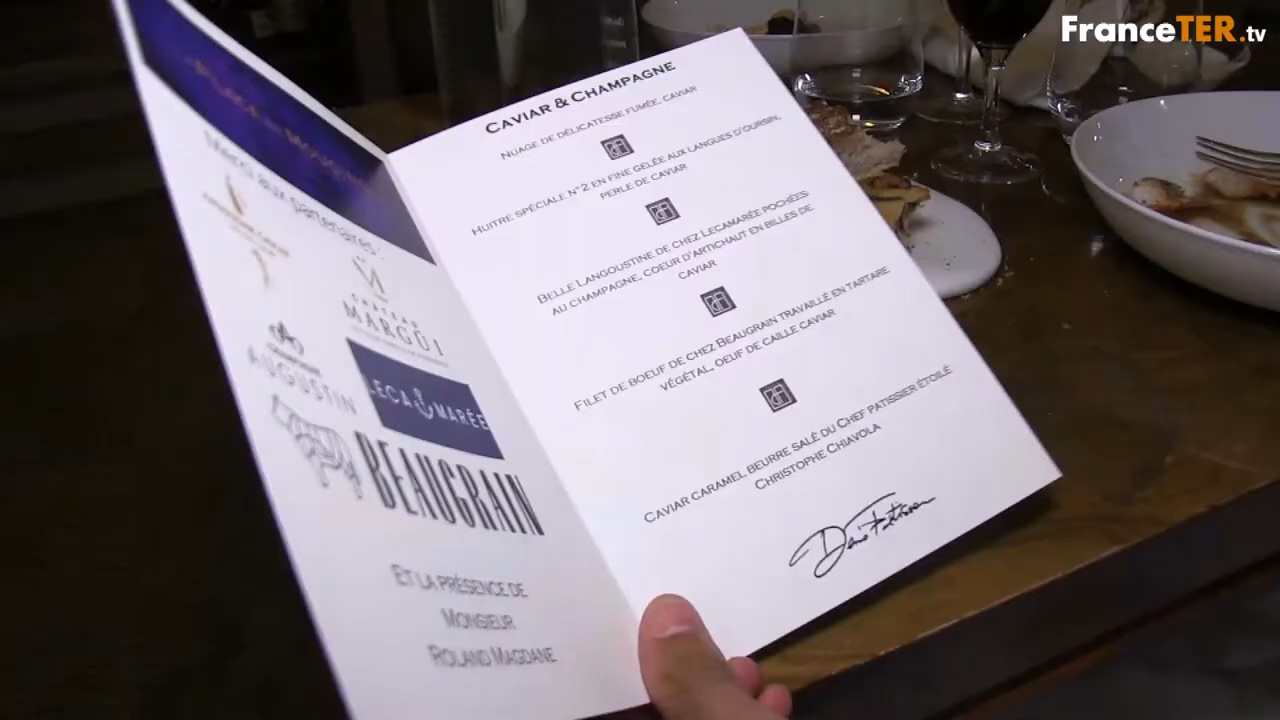 FranceTER.tv
Merci aux partenaires :
CHÂTEAU
MARGÜI
AUGUSTIN
LECA MARÉE
BEAUGRAIN
ET LA PRÉSENCE DE
MONSIEUR
ROLAND MAGDANE
CAVIAR & CHAMPAGNE
NUAGE DE DÉLICATESSE FUMÉE, CAVIAR
HUITRE SPÉCIALE N°2 EN FINE GELÉE AUX LANGUES D'OURSIN,
PERLE DE CAVIAR
BELLE LANGOUSTINE DE CHEZ LECAMARÉE POCHÉES
AU CHAMPAGNE, COEUR D'ARTICHAUT EN BILLES DE
CAVIAR
FILET DE BOEUF DE CHEZ BEAUGRAIN TRAVAILLÉ EN TARTARE
VÉGÉTAL, OEUF DE CAILLE CAVIAR
CAVIAR CARAMEL BEURRE SALÉ DU CHEF PATISSIER ÉTOILÉ
CHRISTOPHE CHIAVOLA